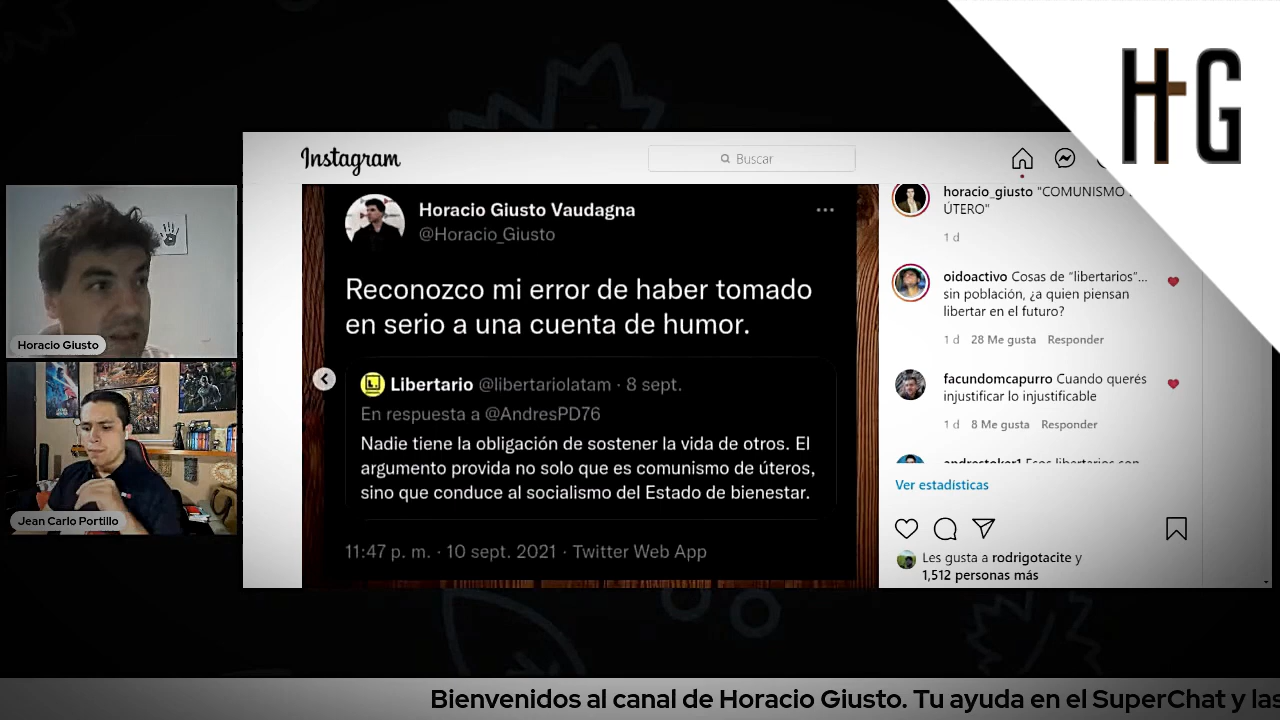 HG
Instagram
Buscar
Horacio Giusto Vaudagna
@Horacio_Giusto
Reconozco mi error de haber tomado
en serio a una cuenta de humor.
Libertario @libertariolatam · 8 sept.
En respuesta a @AndresPD76
Nadie tiene la obligación de sostener la vida de otros. El
argumento provida no solo que es comunismo de úteros,
sino que conduce al socialismo del Estado de bienestar.
11:47 p. m. · 10 sept. 2021 · Twitter Web App
horacio_giusto "COMUNISMO
ÚTERO"
1 d
oidoactivo Cosas de “libertarios”...
sin población, ¿a quien piensan
libertar en el futuro?
1 d 28 Me gusta Responder
facundomcapurro Cuando querés
injustificar lo injustificable
1 d 8 Me gusta Responder
andrestoker1 Esos libertarios son
Ver estadísticas
Les gusta a rodrigotacite y
1,512 personas más
Horacio Giusto
Jean Carlo Portillo
Bienvenidos al canal de Horacio Giusto. Tu ayuda en el SuperChat y las